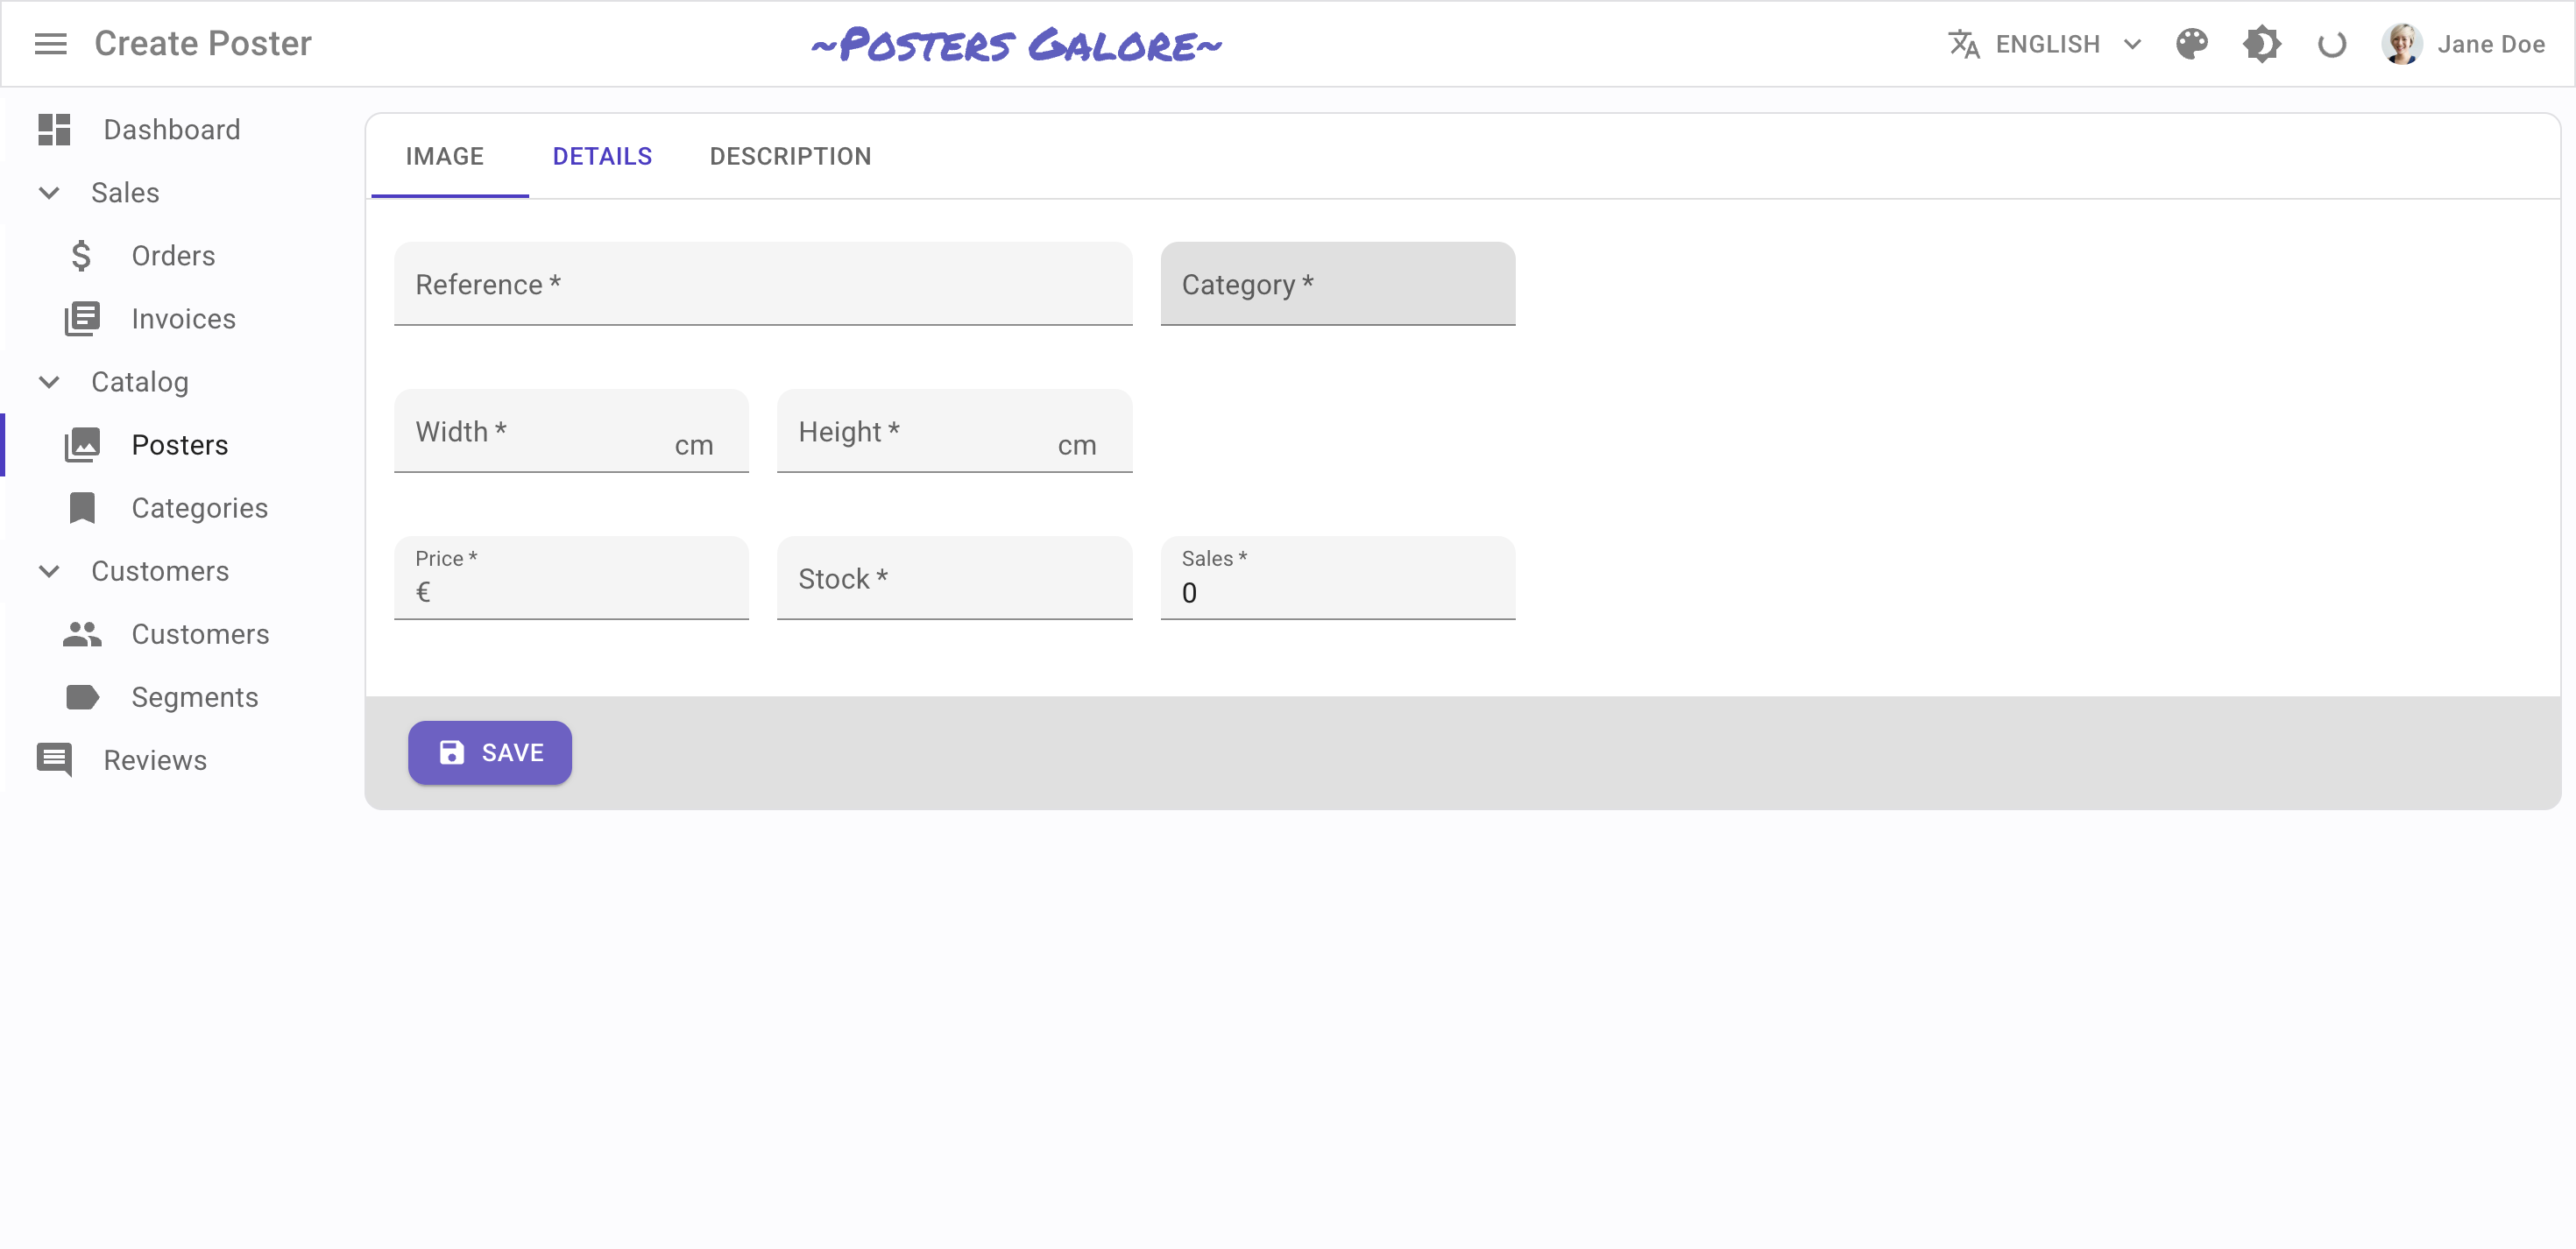 Create Poster
~Posters Galore~
ENGLISH
Jane Doe
Dashboard
Sales
Orders
Invoices
Catalog
Posters
Categories
Customers
Customers
Segments
Reviews
IMAGE DETAILS DESCRIPTION
Reference *
Category *
Width * cm
Height * cm
Price *
€
Stock *
Sales *
0
SAVE